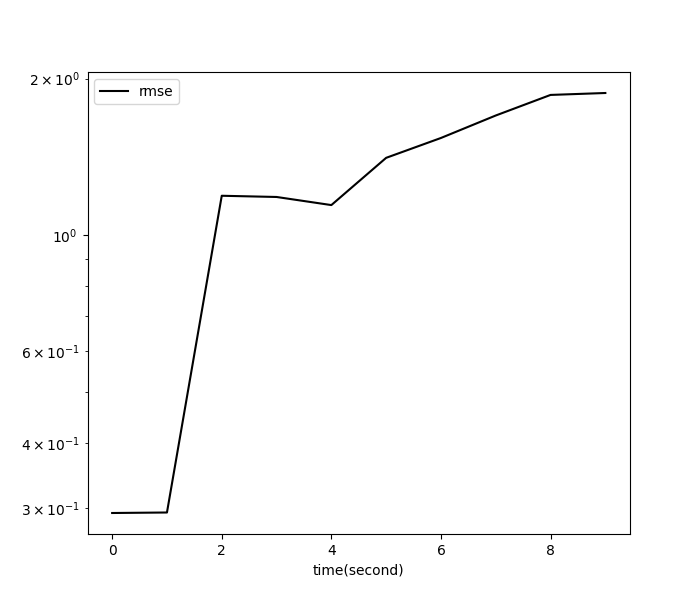 rmse
2 × 10⁰
10⁰
6 × 10⁻¹
4 × 10⁻¹
3 × 10⁻¹
0 2 4 6 8
time(second)